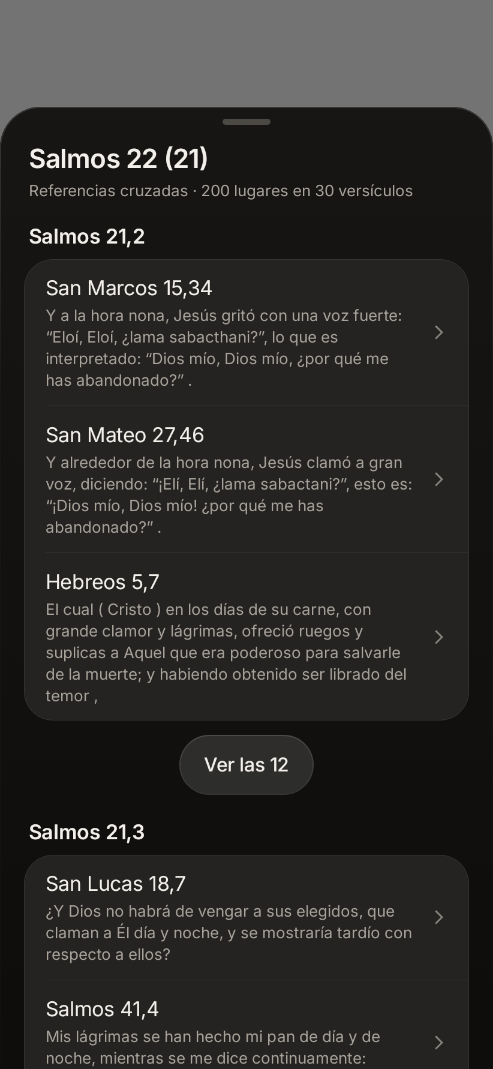 Salmos 22 (21)
Referencias cruzadas · 200 lugares en 30 versículos
Salmos 21,2
San Marcos 15,34
Y a la hora nona, Jesús gritó con una voz fuerte:
“Eloí, Eloí, ¿lama sabacthani?”, lo que es
interpretado: “Dios mío, Dios mío, ¿por qué me
has abandonado?” .
San Mateo 27,46
Y alrededor de la hora nona, Jesús clamó a gran
voz, diciendo: “¡Elí, Elí, ¿lama sabactani?”, esto es:
“¡Dios mío, Dios mío! ¿por qué me has
abandonado?” .
Hebreos 5,7
El cual ( Cristo ) en los días de su carne, con
grande clamor y lágrimas, ofreció ruegos y
suplicas a Aquel que era poderoso para salvarle
de la muerte; y habiendo obtenido ser librado del
temor ,
Ver las 12
Salmos 21,3
San Lucas 18,7
¿Y Dios no habrá de vengar a sus elegidos, que
claman a Él día y noche, y se mostraría tardío con
respecto a ellos?
Salmos 41,4
Mis lágrimas se han hecho mi pan de día y de
noche, mientras se me dice continuamente: